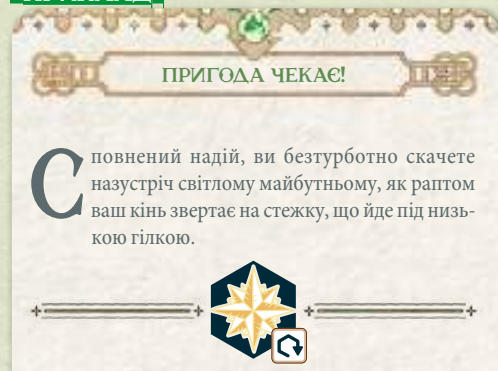 ПРИГОДА ЧЕКАЄ!
Сповнений надій, ви безтурботно скачете
назустріч світлому майбутньому, як раптом
ваш кінь звертає на стежку, що йде під низь-
кою гілкою.